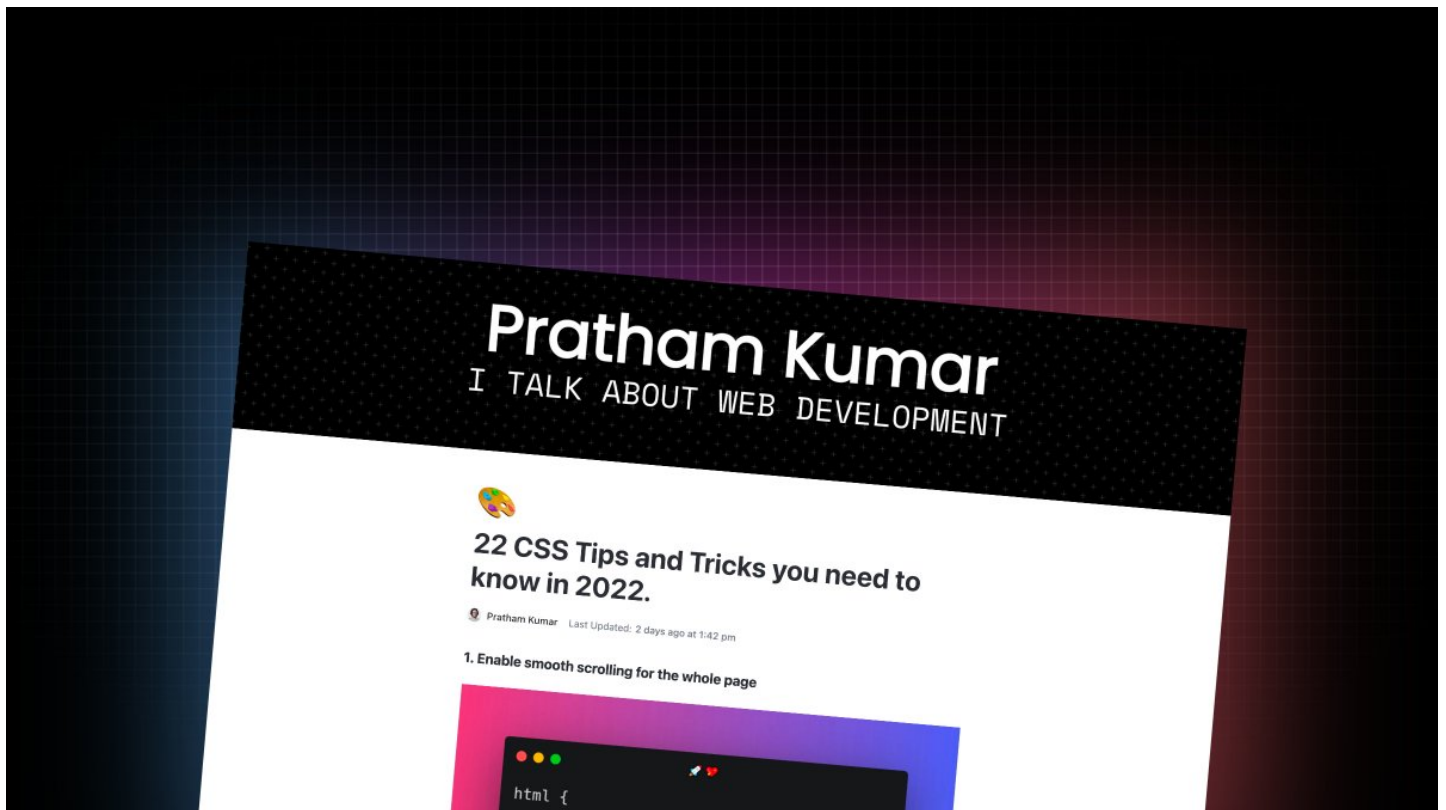 Pratham Kumar
I TALK ABOUT WEB DEVELOPMENT
22 CSS Tips and Tricks you need to
know in 2022.
Pratham Kumar Last Updated: 2 days ago at 1:42 pm
1. Enable smooth scrolling for the whole page
html {